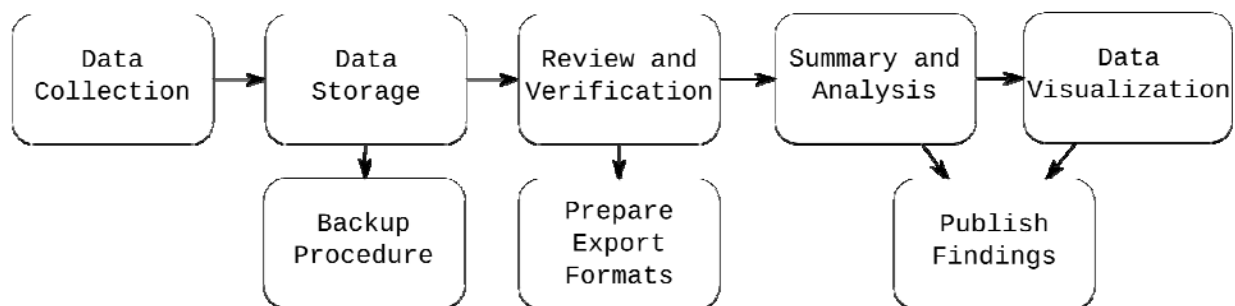 Data
Collection
Data
Storage
Review and
Verification
Summary and
Analysis
Data
Visualization
Backup
Procedure
Prepare
Export
Formats
Publish
Findings